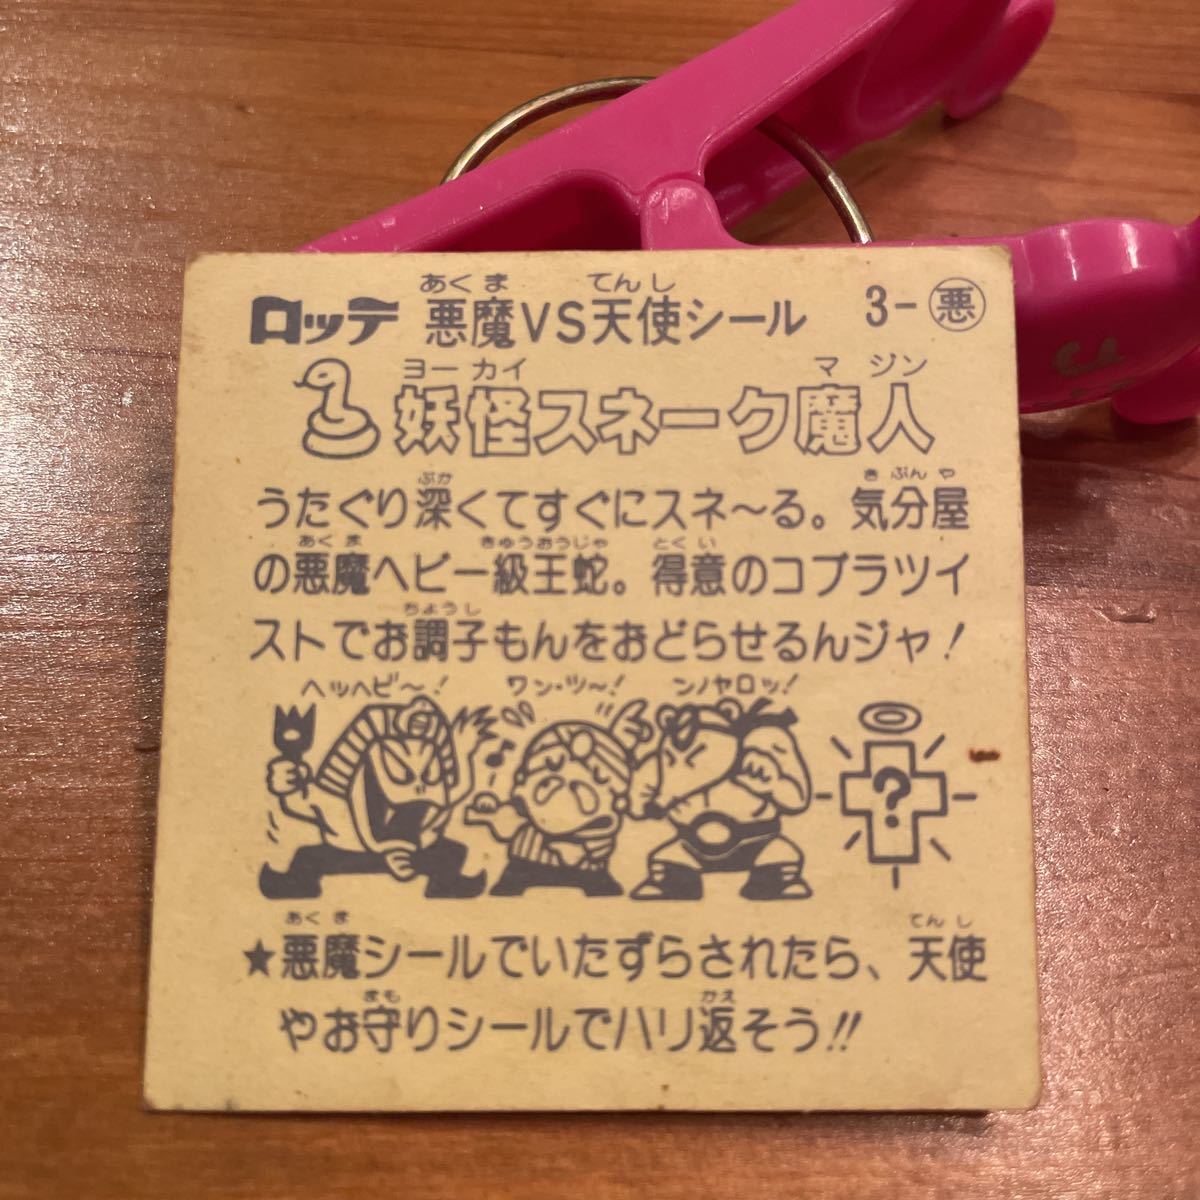 あくま てんし
ロッテ 悪魔VS天使シール 3-悪
ヨーカイ マジン
妖怪スネーク魔人
ぶか きぶんや
うたぐり深くてすぐにスネ〜る。気分屋
あくま きゅうおうじゃ とくい
の悪魔ヘビー級王蛇。得意のコブラツイ
ちょうし
ストでお調子もんをおどらせるんジャ！
ヘッヘビ〜！ ワン・ツ〜！ ンノヤロッ！
?
あくま てんし
★悪魔シールでいたずらされたら、天使
まも かえ
やお守りシールでハリ返そう!!